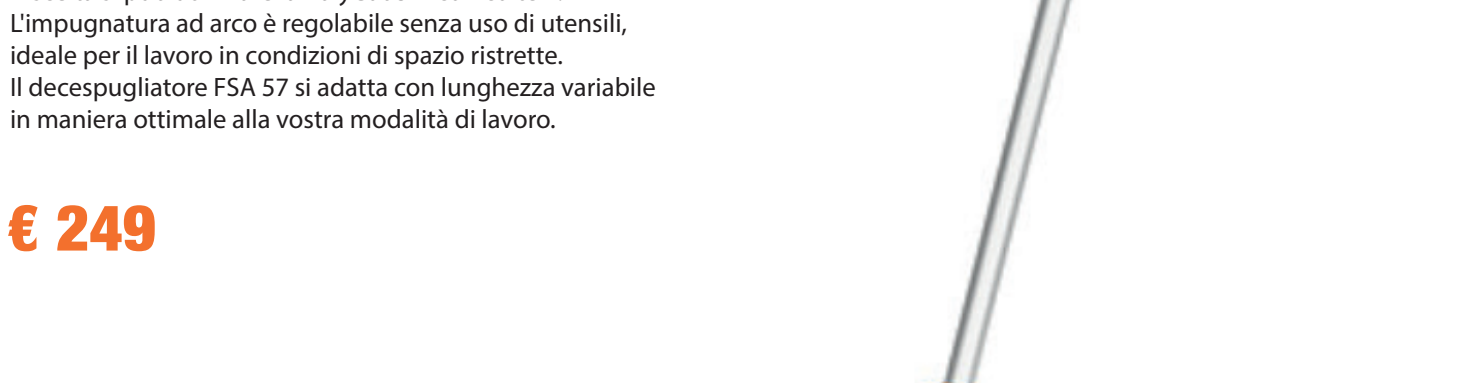 L'impugnatura ad arco è regolabile senza uso di utensili,
ideale per il lavoro in condizioni di spazio ristrette.
Il decespugliatore FSA 57 si adatta con lunghezza variabile
in maniera ottimale alla vostra modalità di lavoro.
€ 249